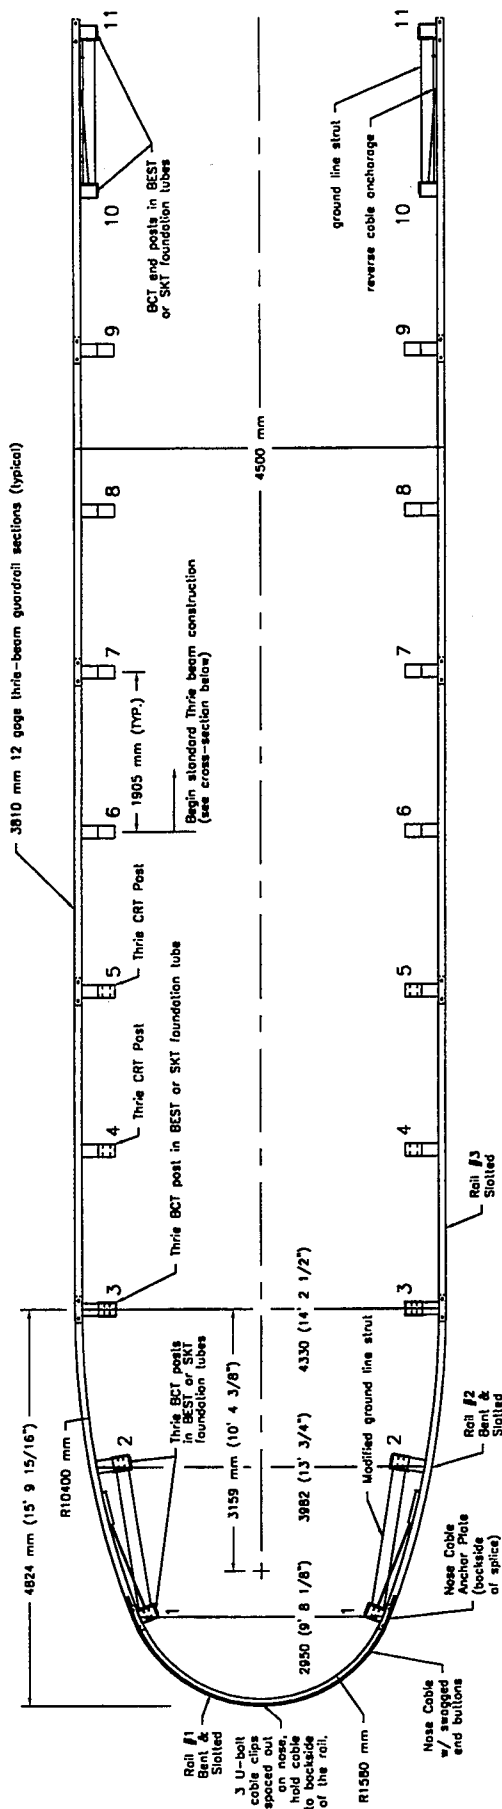 3810 mm 12 gage thrie-beam guardrail sections (typical)
11
10
9
8
7
6
5
4
3
2
1
BCT end posts in BEST
or SKT foundation tubes
1905 mm (TYP.)
Begin standard Thrie beam construction
(see cross-section below)
Thrie CRT Post
Thrie CRT Post
Thrie BCT post in BEST or SKT foundation tube
Thrie BCT posts
in BEST or SKT
foundation tubes
4824 mm (15' 9 15/16")
R10400 mm
3159 mm (10' 4 3/8")
4500 mm
4330 (14' 2 1/2")
3982 (13' 3/4")
2950 (9' 8 1/8")
Rail #1
Bent &
Slotted
3 U-bolt
cable clips
spaced out
on nose,
hold cable
to backside
of the rail.
R1580 mm
Nose Cable
w/ swagged
end buttons
Nose Cable
Anchor Plate
(backside
of splice)
Modified ground line strut
Rail #2
Bent &
Slotted
Rail #3
Slotted
ground line strut
reverse cable anchorage
1
2
3
4
5
6
7
8
9
10
11